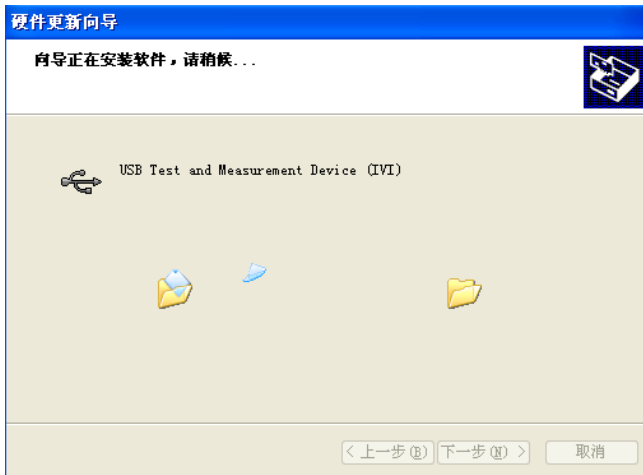 硬件更新向导
向导正在安装软件，请稍候...
USB Test and Measurement Device (IVI)
< 上一步(B) 下一步(N) > 取消